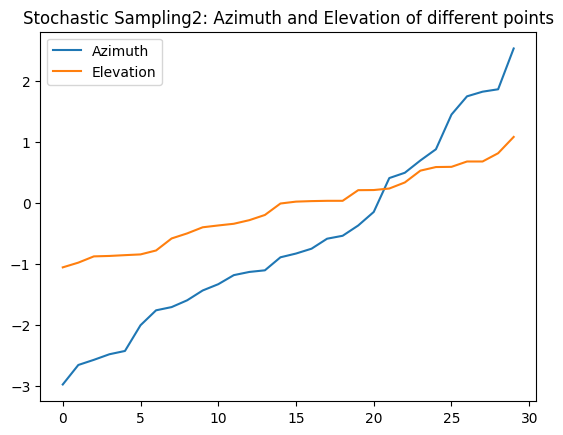 Stochastic Sampling2: Azimuth and Elevation of different points
Azimuth
Elevation
2
1
0
−1
−2
−3
0 5 10 15 20 25 30